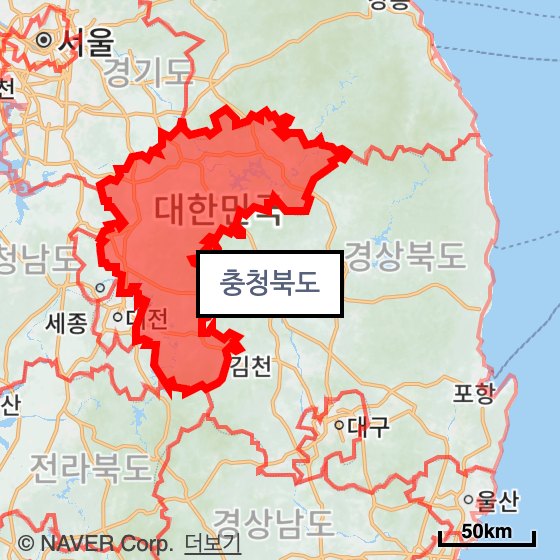 서울
경기도
대한민국
청남도
충청북도
경상북도
세종
대전
김천
포항
산
대구
전라북도
울산
경상남도
50km
© NAVER Corp. 더보기